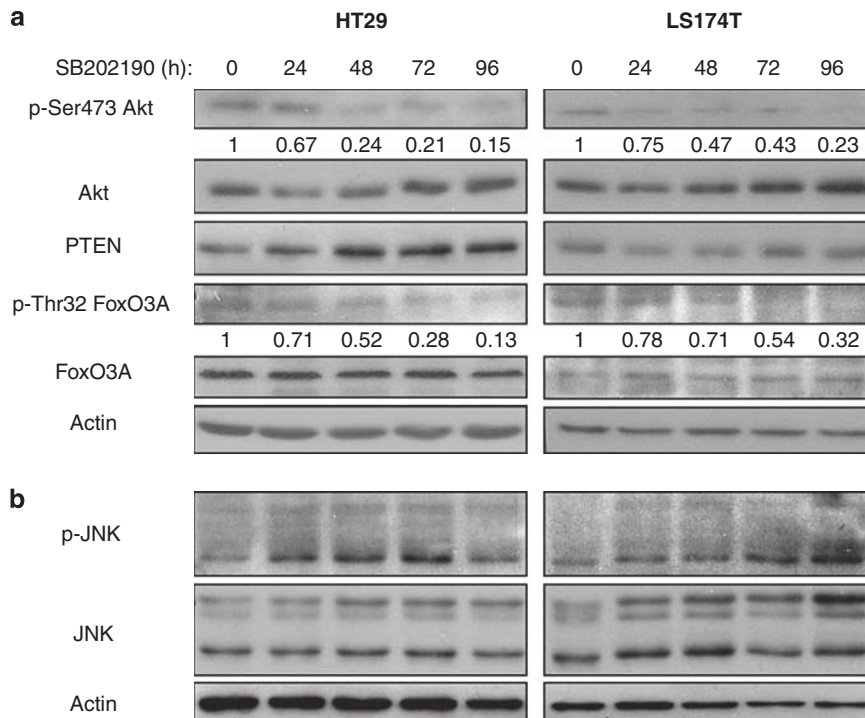 a
HT29 LS174T
SB202190 (h): 0 24 48 72 96 0 24 48 72 96
p-Ser473 Akt
1 0.67 0.24 0.21 0.15 1 0.75 0.47 0.43 0.23
Akt
PTEN
p-Thr32 FoxO3A
1 0.71 0.52 0.28 0.13 1 0.78 0.71 0.54 0.32
FoxO3A
Actin
b
p-JNK
JNK
Actin